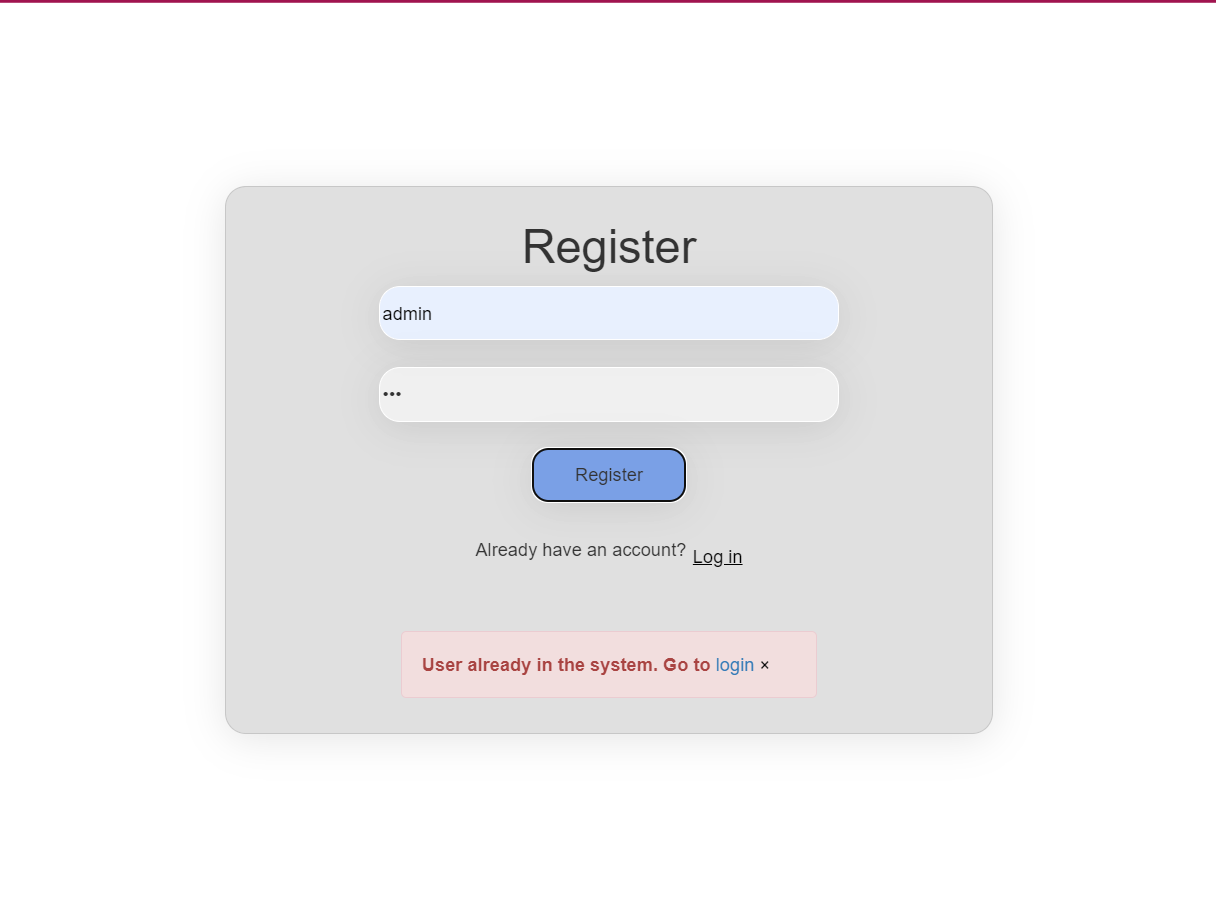 Register
admin
•••
Register
Already have an account? Log in
User already in the system. Go to login ×